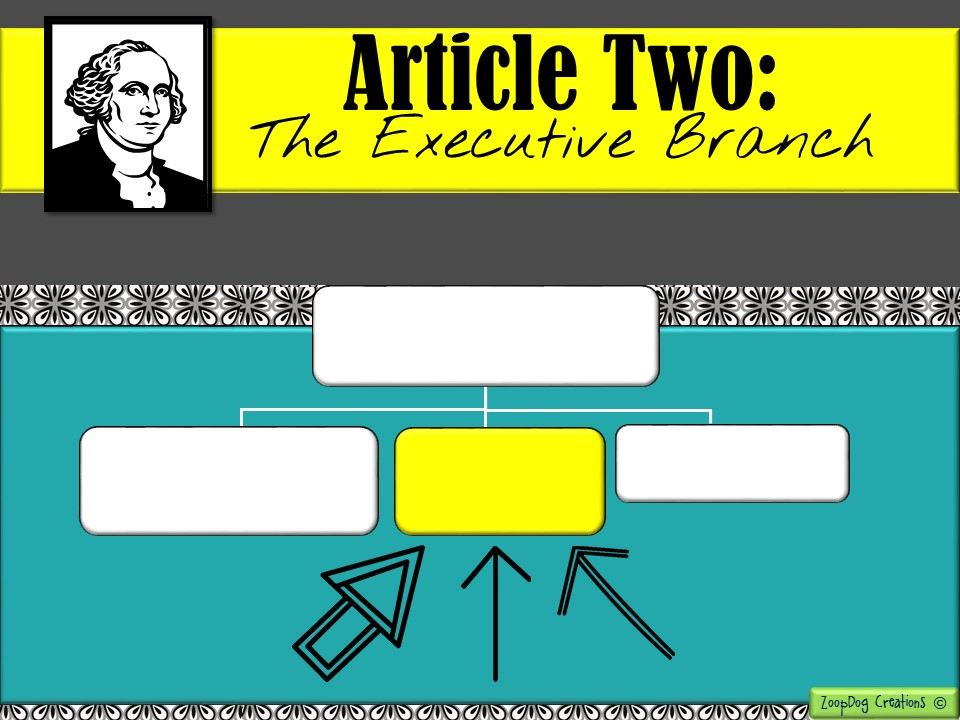 Article Two:
The Executive Branch
ZoopDog Creations ©